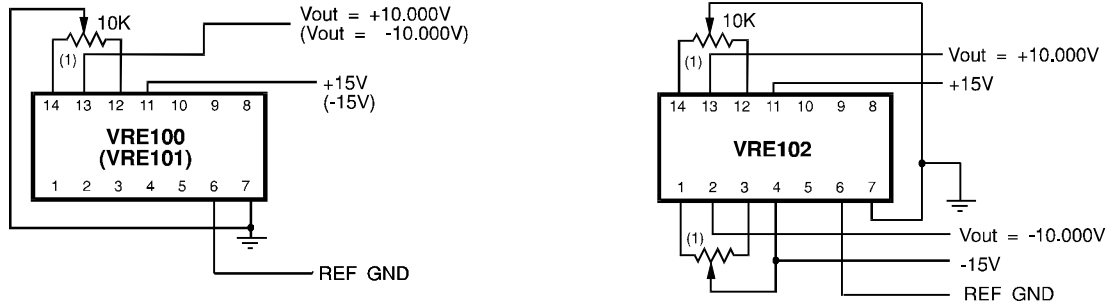 10K
Vout = +10.000V
(Vout = -10.000V)
(1)
+15V
(-15V)
14 13 12 11 10 9 8
VRE100
(VRE101)
1 2 3 4 5 6 7
REF GND
10K
(1)
Vout = +10.000V
+15V
14 13 12 11 10 9 8
VRE102
1 2 3 4 5 6 7
(1)
Vout = -10.000V
-15V
REF GND